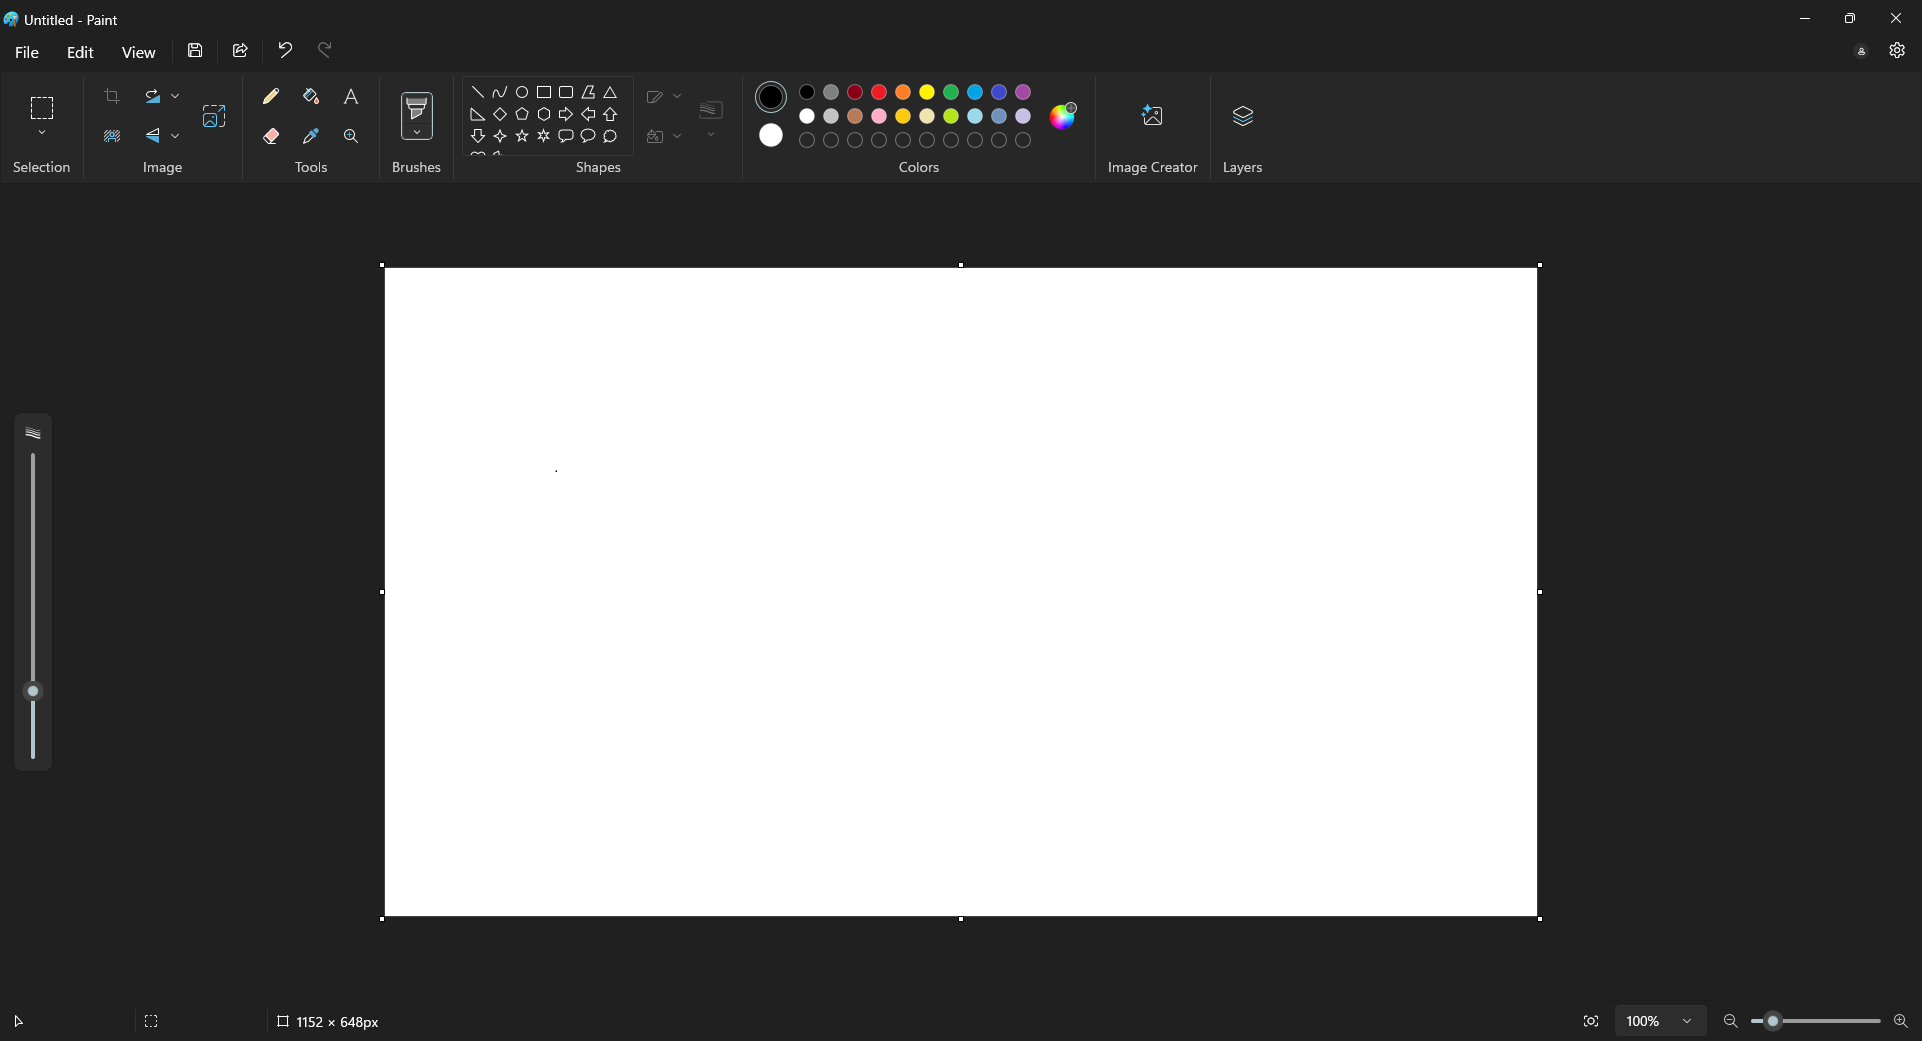 Untitled - Paint
File Edit View
Selection Image Tools Brushes Shapes Colors Image Creator Layers
1152 × 648px 100%